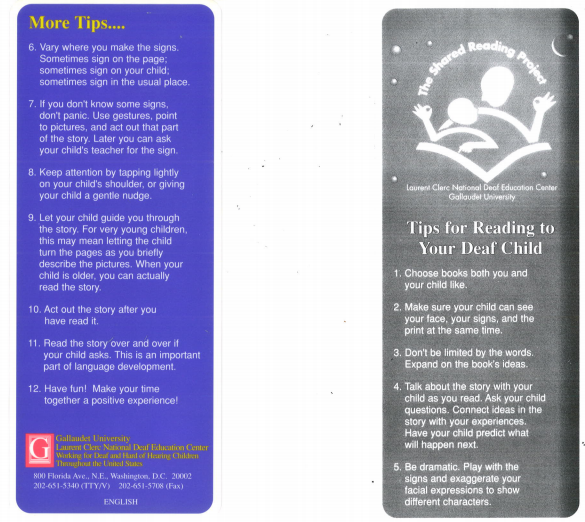 More Tips....
6. Vary where you make the signs.
Sometimes sign on the page;
sometimes sign on your child;
sometimes sign in the usual place.
7. If you don't know some signs,
don't panic. Use gestures, point
to pictures, and act out that part
of the story. Later you can ask
your child's teacher for the sign.
8. Keep attention by tapping lightly
on your child's shoulder, or giving
your child a gentle nudge.
9. Let your child guide you through
the story. For very young children,
this may mean letting the child
turn the pages as you briefly
describe the pictures. When your
child is older, you can actually
read the story.
10. Act out the story after you
have read it.
11. Read the story over and over if
your child asks. This is an important
part of language development.
12. Have fun! Make your time
together a positive experience!
G
Gallaudet University
Laurent Clerc National Deaf Education Center
Working for Deaf and Hard of Hearing Children
Throughout the United States
800 Florida Ave., N.E., Washington, D.C. 20002
202-651-5340 (TTY/V) 202-651-5708 (Fax)
ENGLISH
The Shared Reading Project
Laurent Clerc National Deaf Education Center
Gallaudet University
Tips for Reading to
Your Deaf Child
1. Choose books both you and
your child like.
2. Make sure your child can see
your face, your signs, and the
print at the same time.
3. Don't be limited by the words.
Expand on the book's ideas.
4. Talk about the story with your
child as you read. Ask your child
questions. Connect ideas in the
story with your experiences.
Have your child predict what
will happen next.
5. Be dramatic. Play with the
signs and exaggerate your
facial expressions to show
different characters.